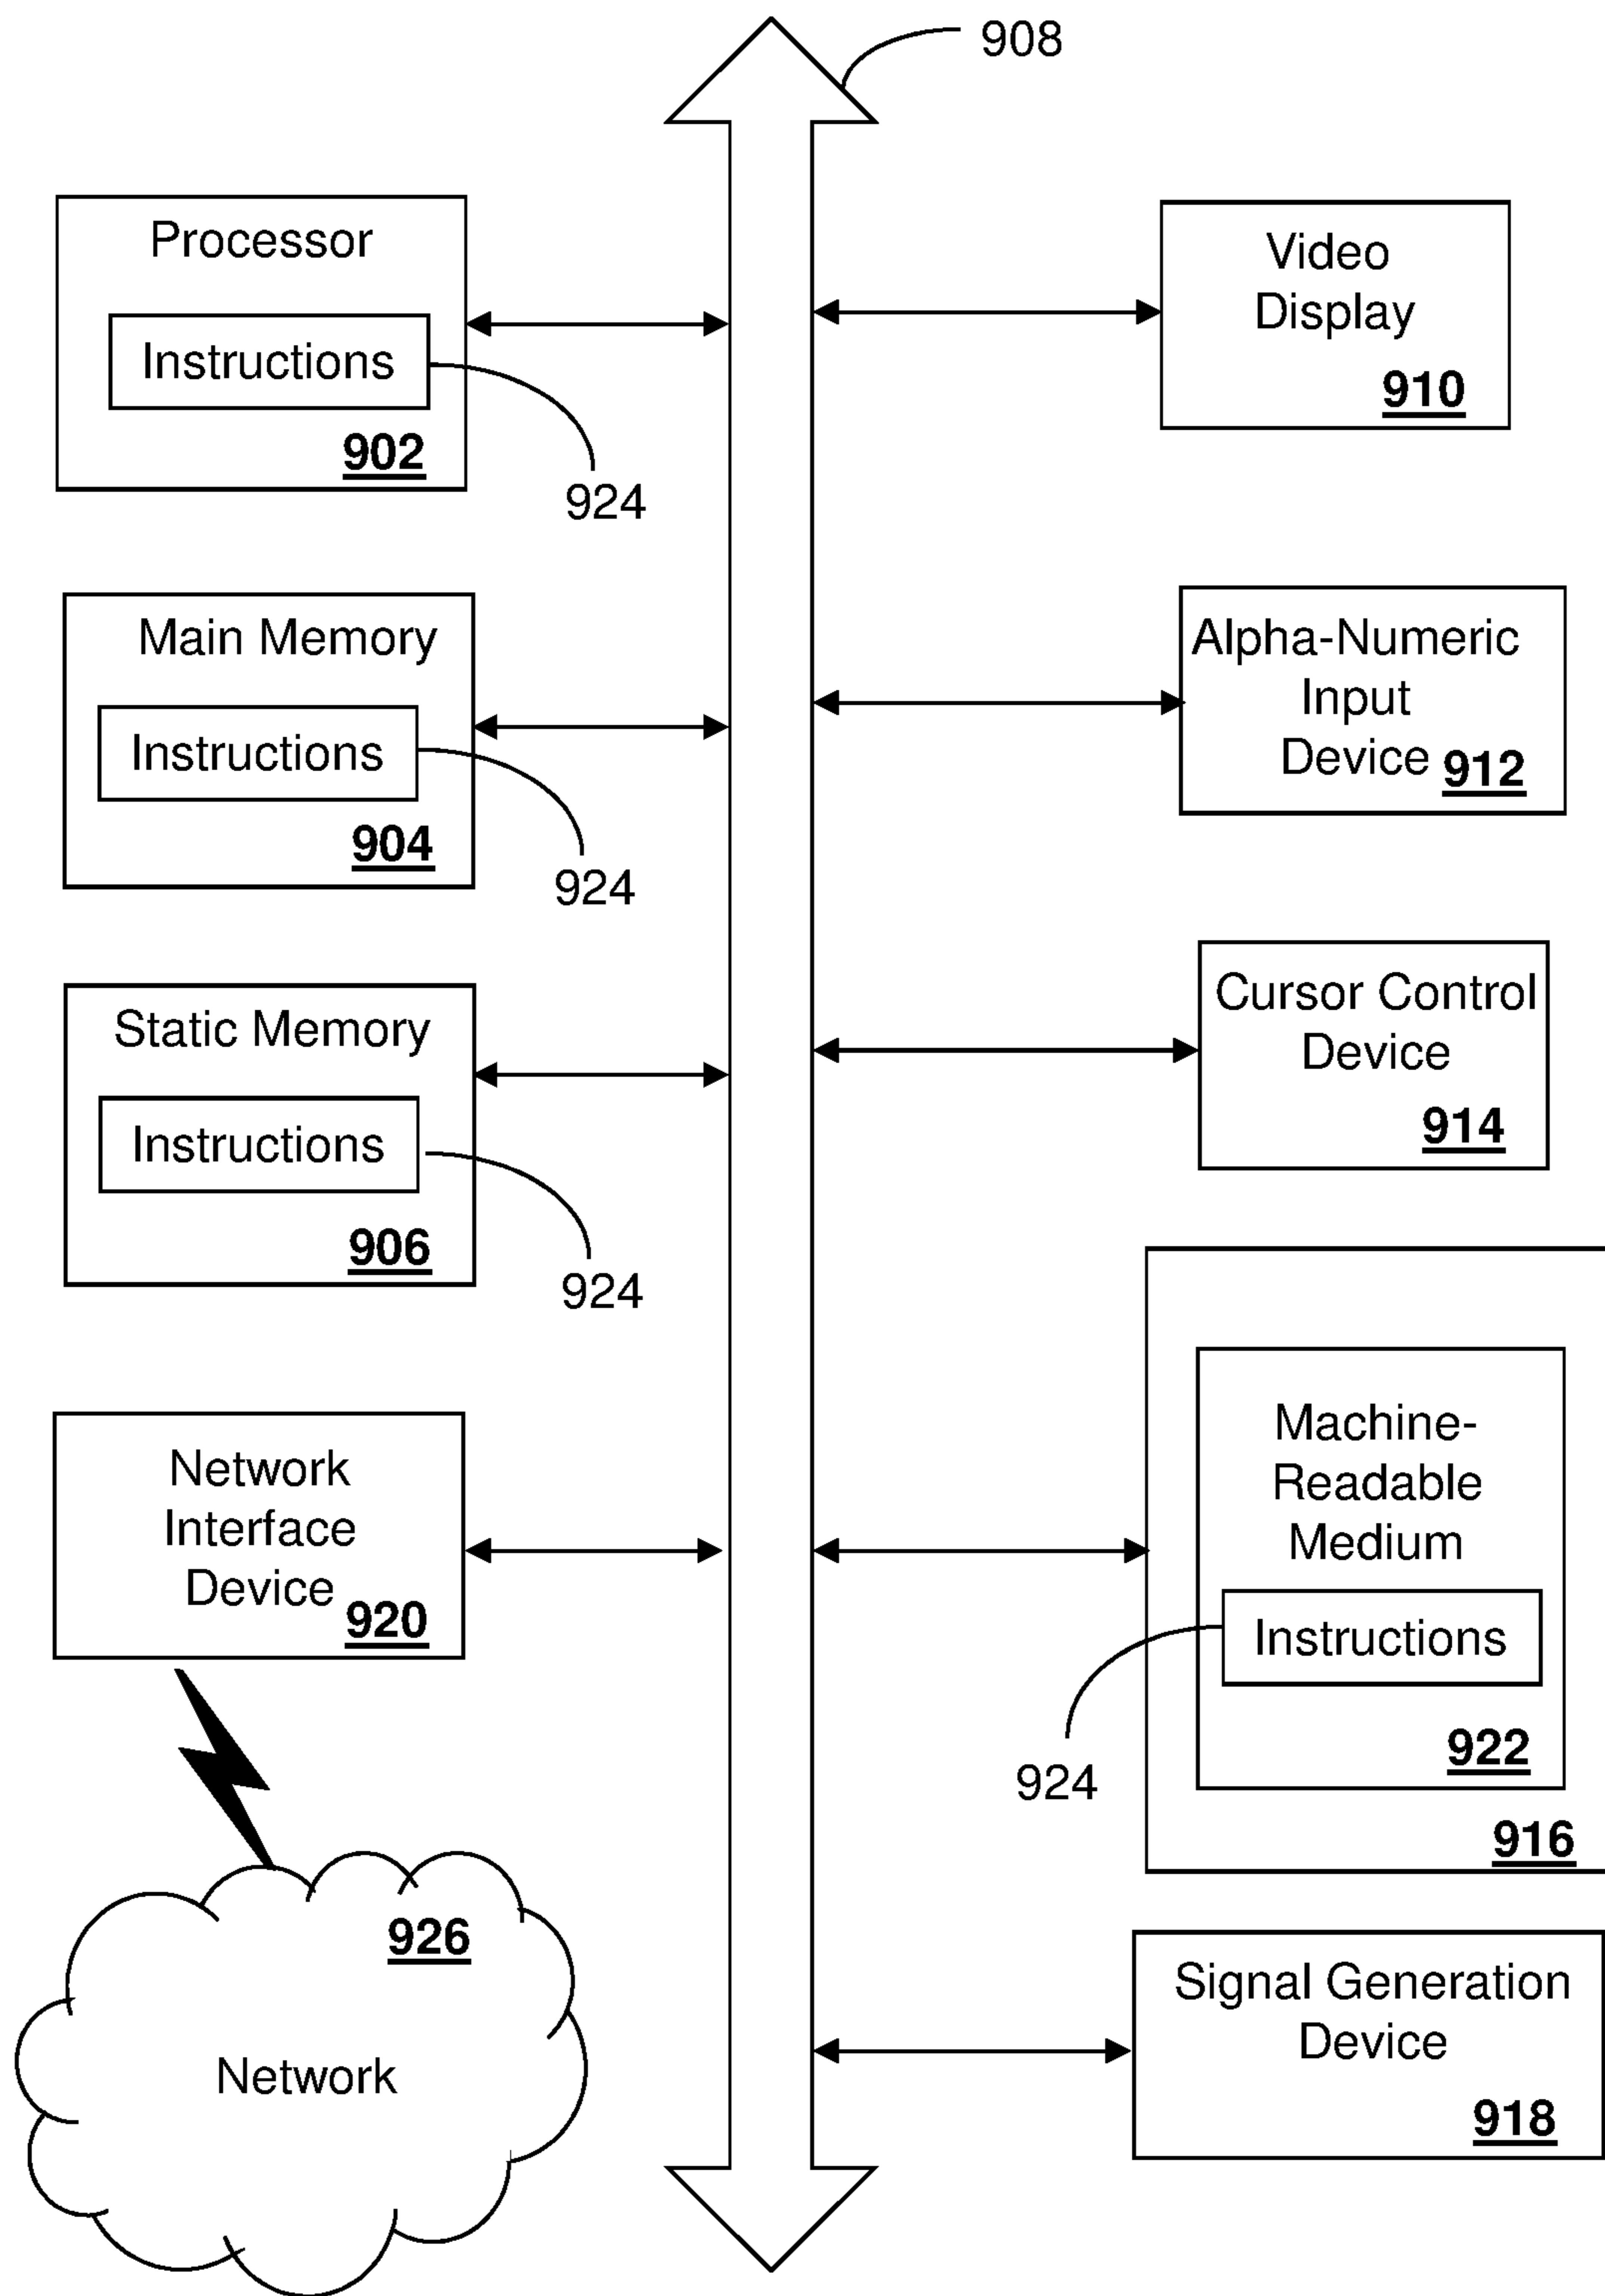 908
Processor
Instructions
902
924
Main Memory
Instructions
904
924
Static Memory
Instructions
906
924
Network
Interface
Device
920
926
Network
Video
Display
910
Alpha-Numeric
Input
Device
912
Cursor Control
Device
914
Machine-
Readable
Medium
Instructions
924
922
916
Signal Generation
Device
918